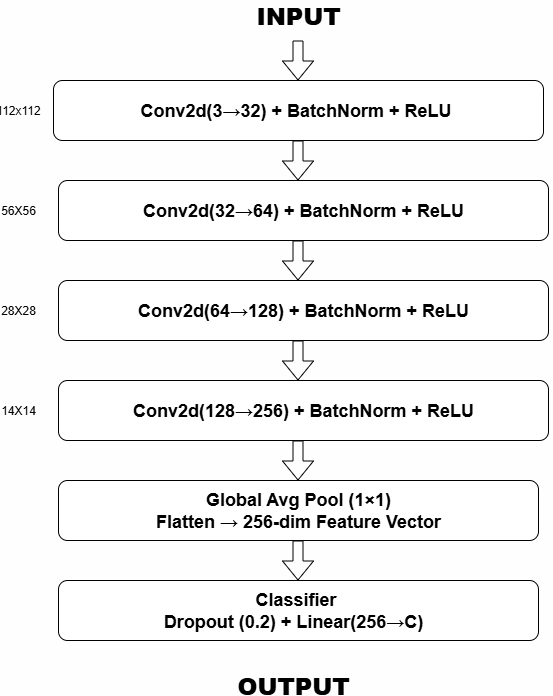 INPUT
112x112
Conv2d(3→32) + BatchNorm + ReLU
56X56
Conv2d(32→64) + BatchNorm + ReLU
28X28
Conv2d(64→128) + BatchNorm + ReLU
14X14
Conv2d(128→256) + BatchNorm + ReLU
Global Avg Pool (1×1)
Flatten → 256-dim Feature Vector
Classifier
Dropout (0.2) + Linear(256→C)
OUTPUT